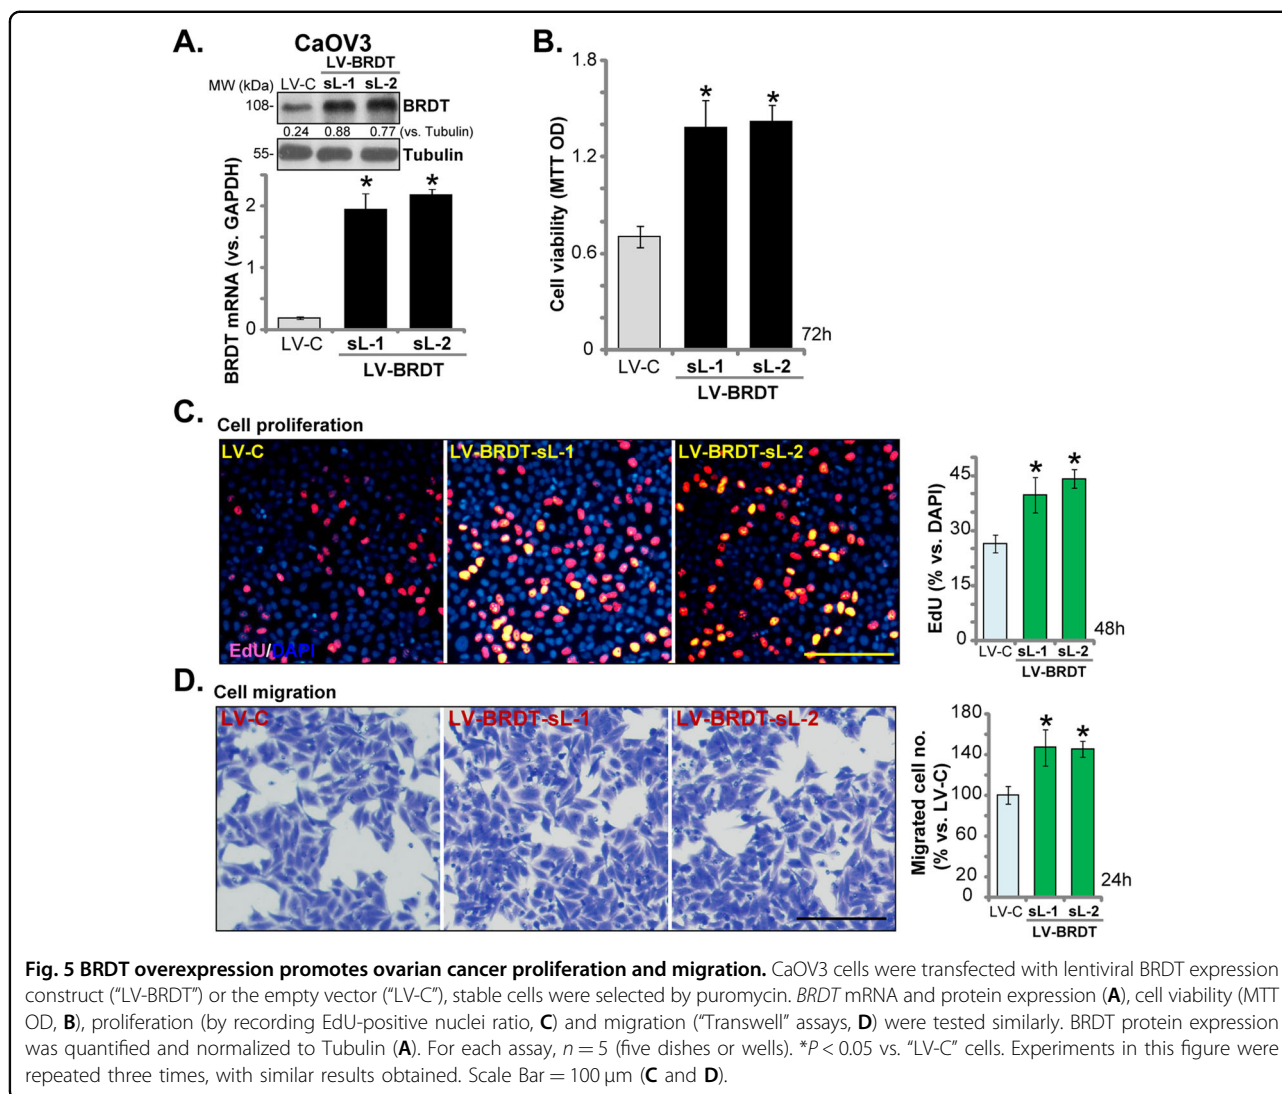 A.
CaOV3
LV-BRDT
MW (kDa) LV-C sL-1 sL-2
108- BRDT
0.24 0.88 0.77 (vs. Tubulin)
55- Tubulin
BRDT mRNA (vs. GAPDH)
2
1
0
* *
LV-C sL-1 sL-2
LV-BRDT
B.
Cell viability (MTT OD)
1.8
1.2
0.6
0
* *
72h
LV-C sL-1 sL-2
LV-BRDT
C. Cell proliferation
LV-C LV-BRDT-sL-1 LV-BRDT-sL-2
EdU/DAPI
EdU (% vs. DAPI)
45
30
15
0
* *
48h
LV-C sL-1 sL-2
LV-BRDT
D. Cell migration
LV-C LV-BRDT-sL-1 LV-BRDT-sL-2
Migrated cell no.
(% vs. LV-C)
180
140
100
60
20
0
* *
24h
LV-C sL-1 sL-2
LV-BRDT
Fig. 5 BRDT overexpression promotes ovarian cancer proliferation and migration. CaOV3 cells were transfected with lentiviral BRDT expression
construct (“LV-BRDT”) or the empty vector (“LV-C”), stable cells were selected by puromycin. BRDT mRNA and protein expression (A), cell viability (MTT
OD, B), proliferation (by recording EdU-positive nuclei ratio, C) and migration (“Transwell” assays, D) were tested similarly. BRDT protein expression
was quantified and normalized to Tubulin (A). For each assay, n = 5 (five dishes or wells). *P < 0.05 vs. “LV-C” cells. Experiments in this figure were
repeated three times, with similar results obtained. Scale Bar = 100 μm (C and D).